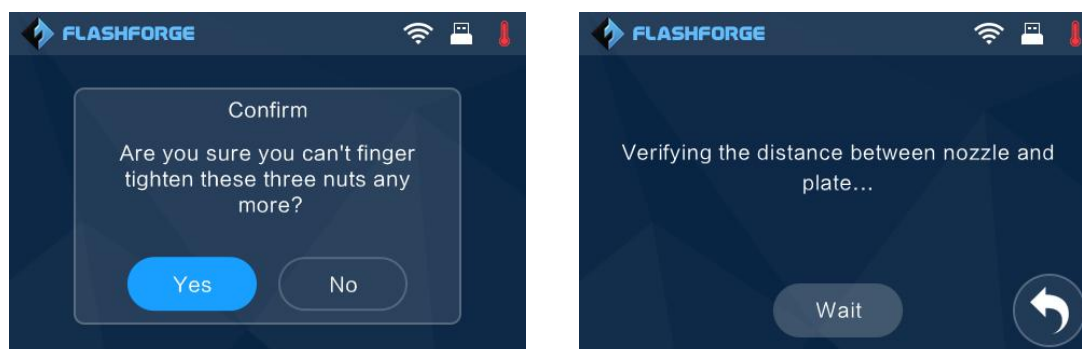 FLASHFORGE
Confirm
Are you sure you can't finger
tighten these three nuts any
more?
Yes
No
FLASHFORGE
Verifying the distance between nozzle and
plate...
Wait